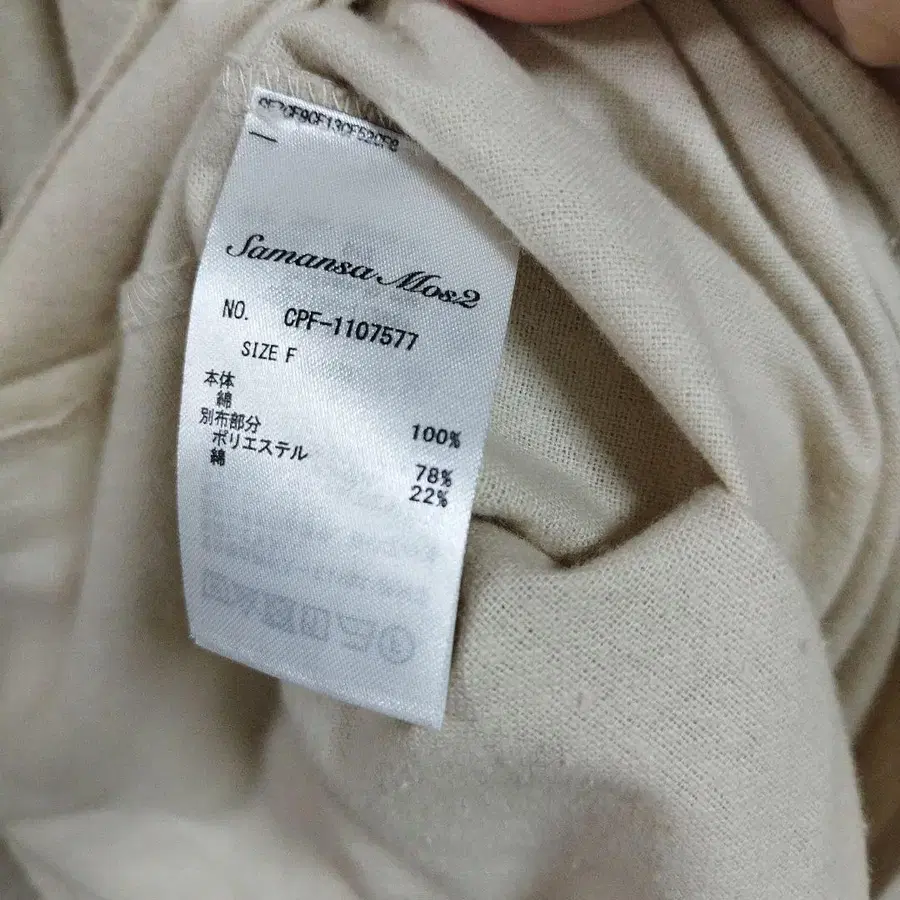 Samansa Mos2
NO. CPF-1107577
SIZE F
本体
綿 100%
別布部分
ポリエステル 78%
綿 22%